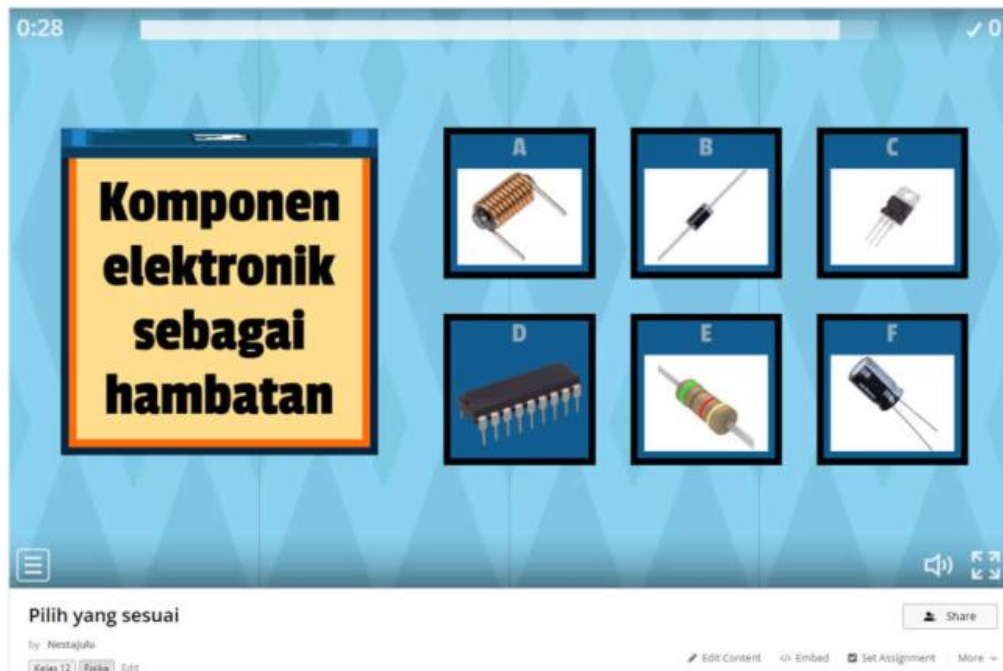 0:28
✓ 0
Komponen
elektronik
sebagai
hambatan
A
B
C
D
E
F
Pilih yang sesuai
Share
by Nestajulu
Edit Content
Embed
Set Assignment
More
Kelas 12
Fisika
Edit